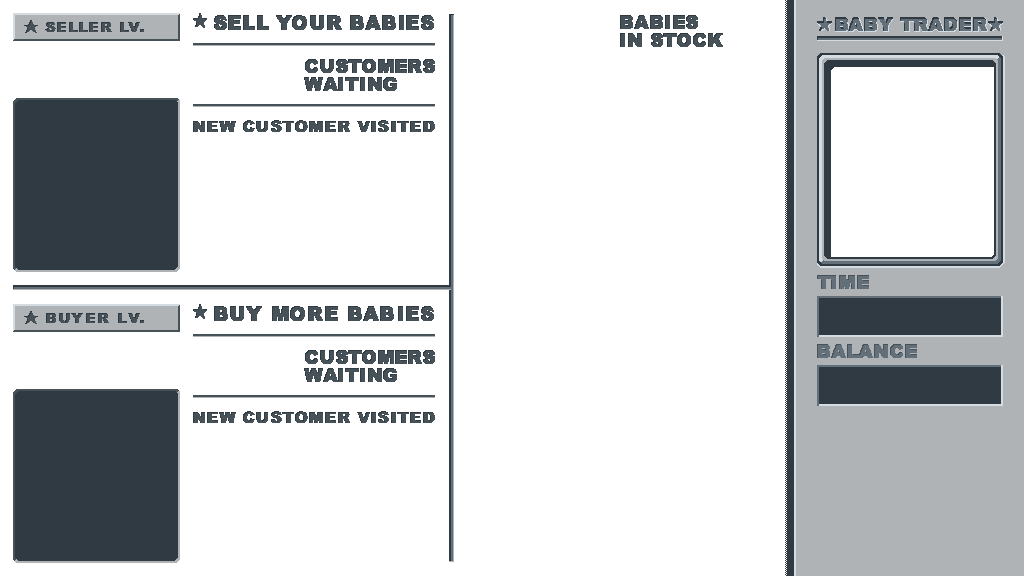 ★ SELLER LV.
★ SELL YOUR BABIES
CUSTOMERS
WAITING
NEW CUSTOMER VISITED
★ BUYER LV.
★ BUY MORE BABIES
CUSTOMERS
WAITING
NEW CUSTOMER VISITED
BABIES
IN STOCK
★BABY TRADER★
TIME
BALANCE